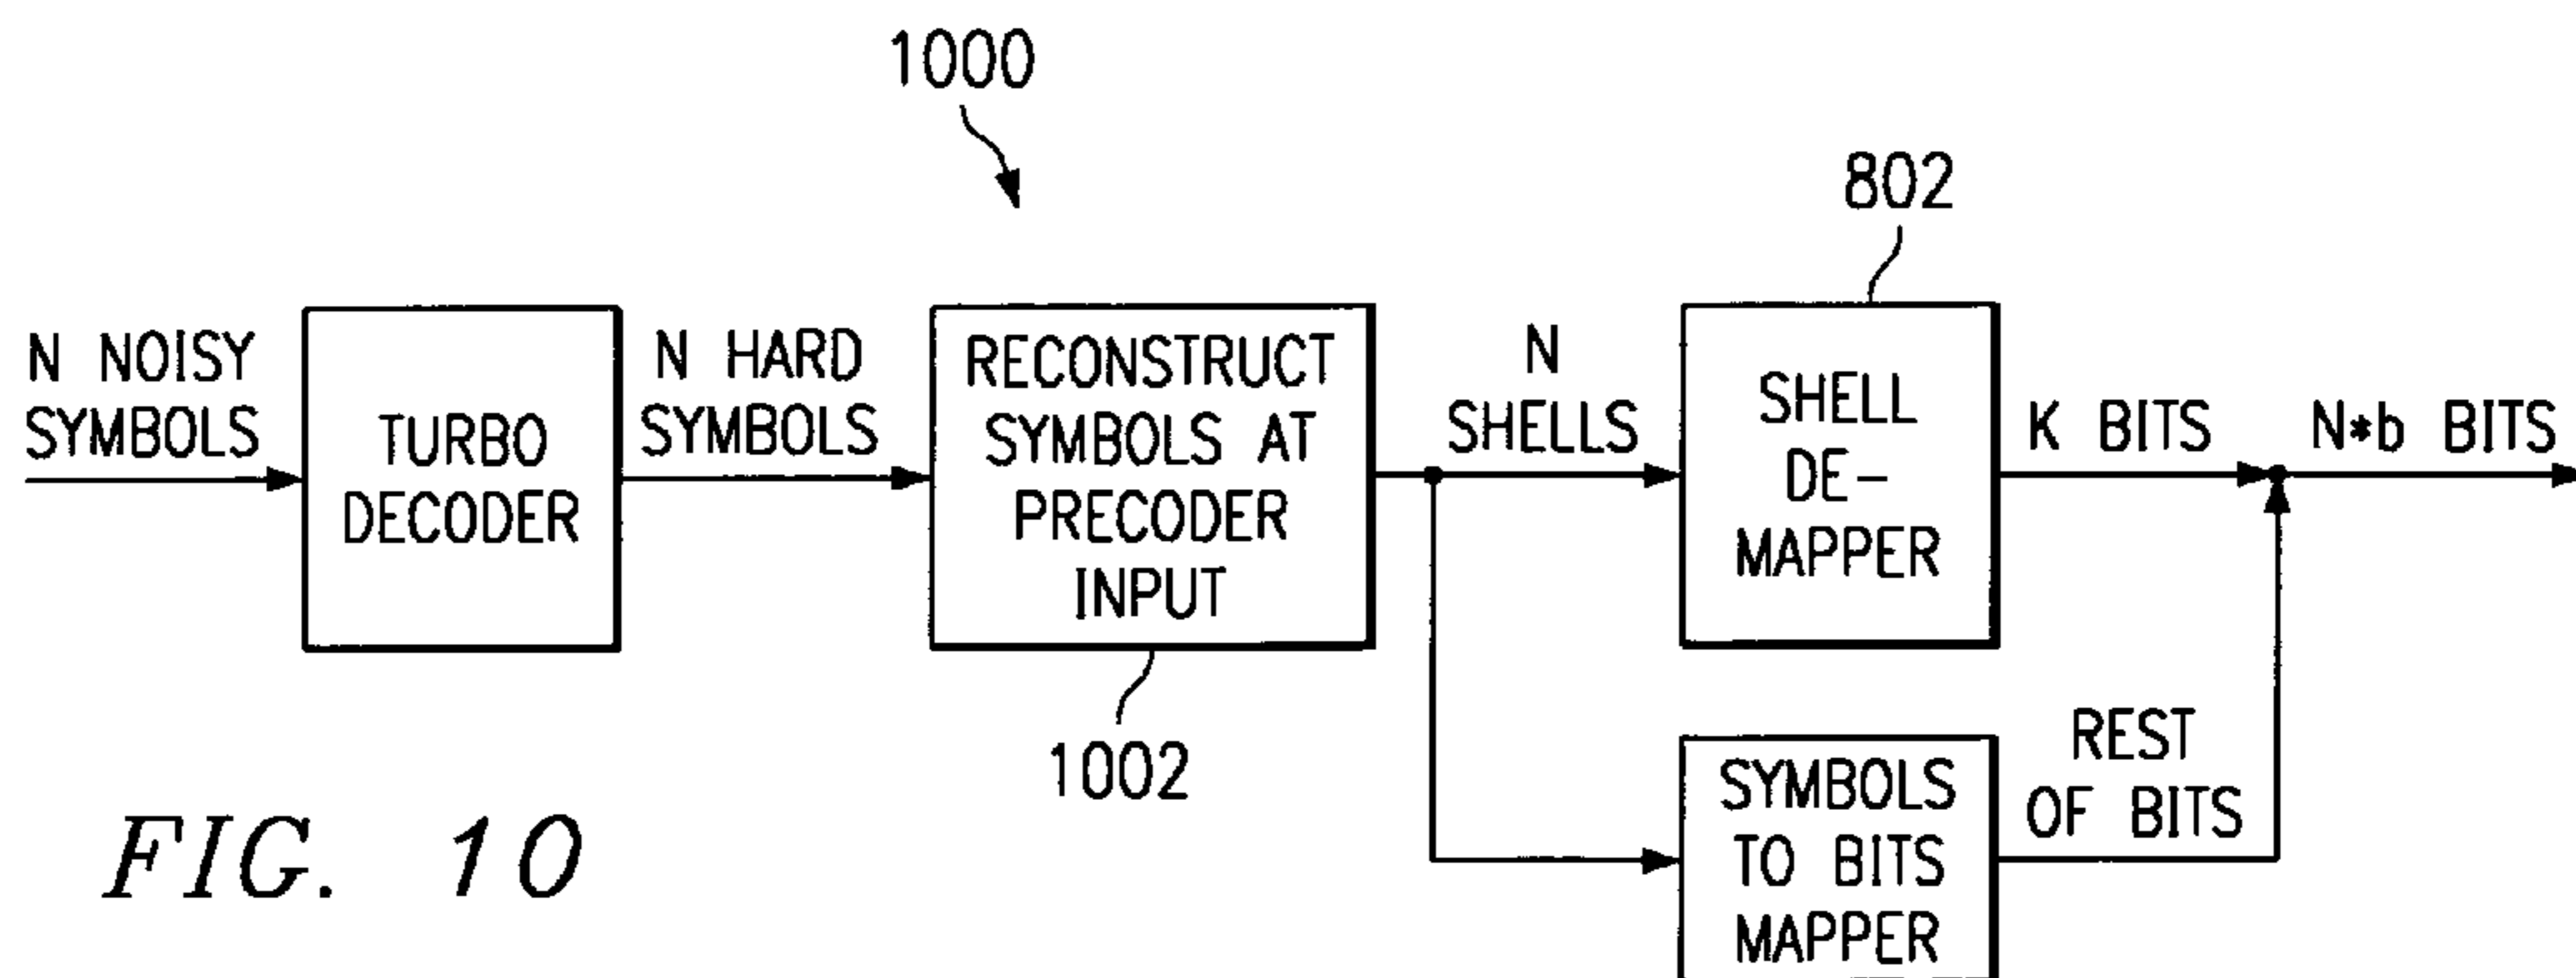 1000
802
N NOISY
SYMBOLS
TURBO
DECODER
N HARD
SYMBOLS
RECONSTRUCT
SYMBOLS AT
PRECODER
INPUT
1002
N
SHELLS
SHELL
DE-
MAPPER
K BITS
N*b BITS
SYMBOLS
TO BITS
MAPPER
REST
OF BITS
FIG. 10